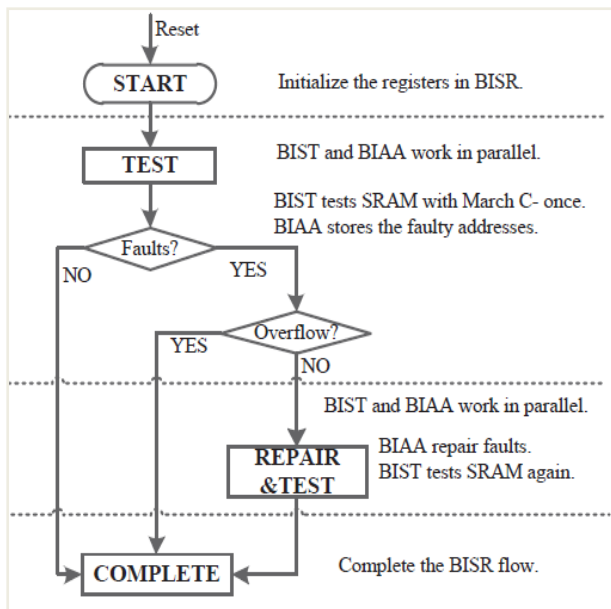 Reset
START
Initialize the registers in BISR.
TEST
BIST and BIAA work in parallel.
BIST tests SRAM with March C- once.
BIAA stores the faulty addresses.
Faults?
NO
YES
Overflow?
YES
NO
BIST and BIAA work in parallel.
REPAIR
&TEST
BIAA repair faults.
BIST tests SRAM again.
COMPLETE
Complete the BISR flow.